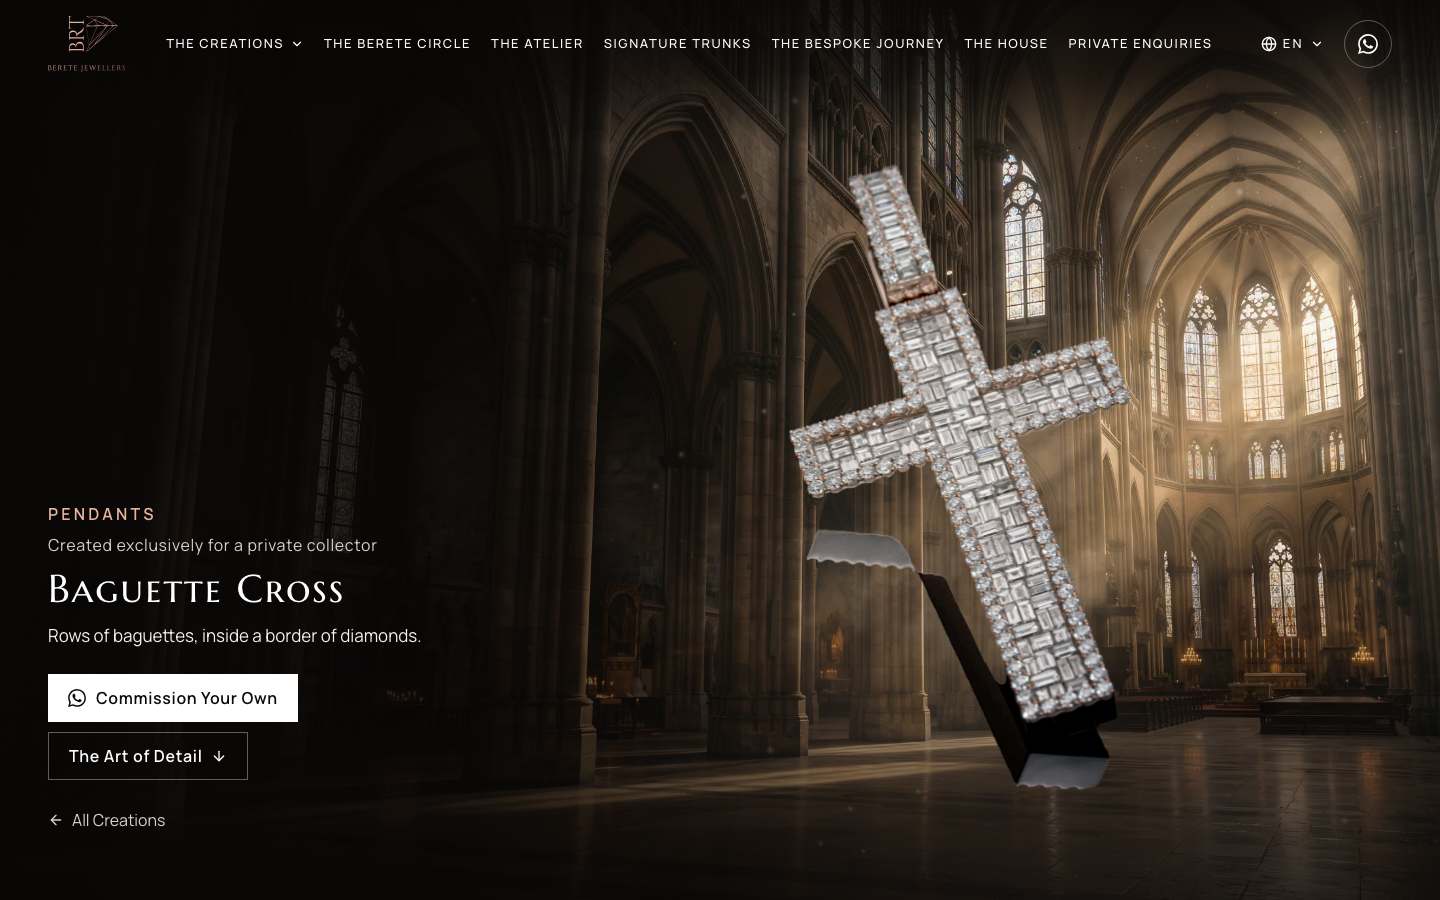 BRT
BERETE JEWELLERS
THE CREATIONS
THE BERETE CIRCLE
THE ATELIER
SIGNATURE TRUNKS
THE BESPOKE JOURNEY
THE HOUSE
PRIVATE ENQUIRIES
EN
PENDANTS
Created exclusively for a private collector
Baguette Cross
Rows of baguettes, inside a border of diamonds.
Commission Your Own
The Art of Detail ↓
← All Creations